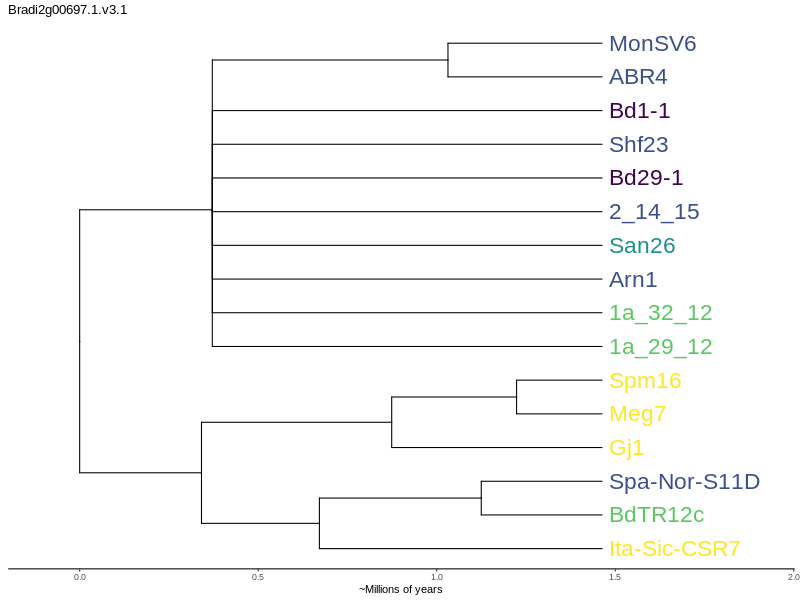 Bradi2g00697.1.v3.1
MonSV6
ABR4
Bd1-1
Shf23
Bd29-1
2_14_15
San26
Arn1
1a_32_12
1a_29_12
Spm16
Meg7
Gj1
Spa-Nor-S11D
BdTR12c
Ita-Sic-CSR7
0.0 0.5 1.0 1.5 2.0
~Millions of years